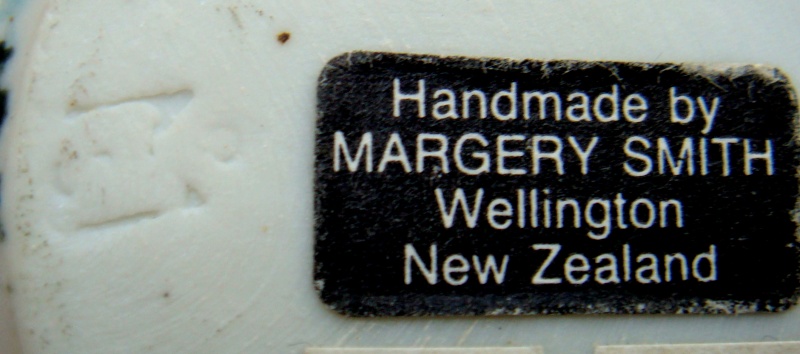 Handmade by
MARGERY SMITH
Wellington
New Zealand